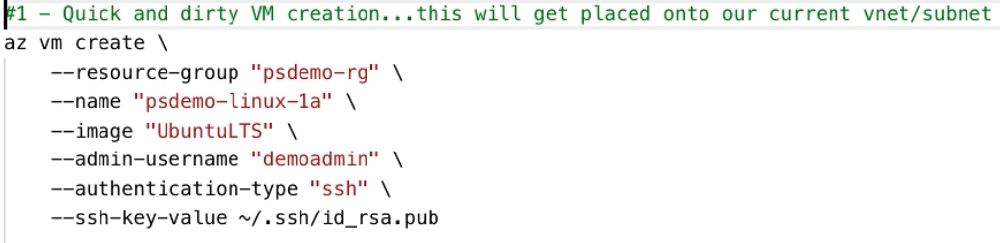 #1 - Quick and dirty VM creation...this will get placed onto our current vnet/subnet
az vm create \
    --resource-group "psdemo-rg" \
    --name "psdemo-linux-1a" \
    --image "UbuntuLTS" \
    --admin-username "demoadmin" \
    --authentication-type "ssh" \
    --ssh-key-value ~/.ssh/id_rsa.pub